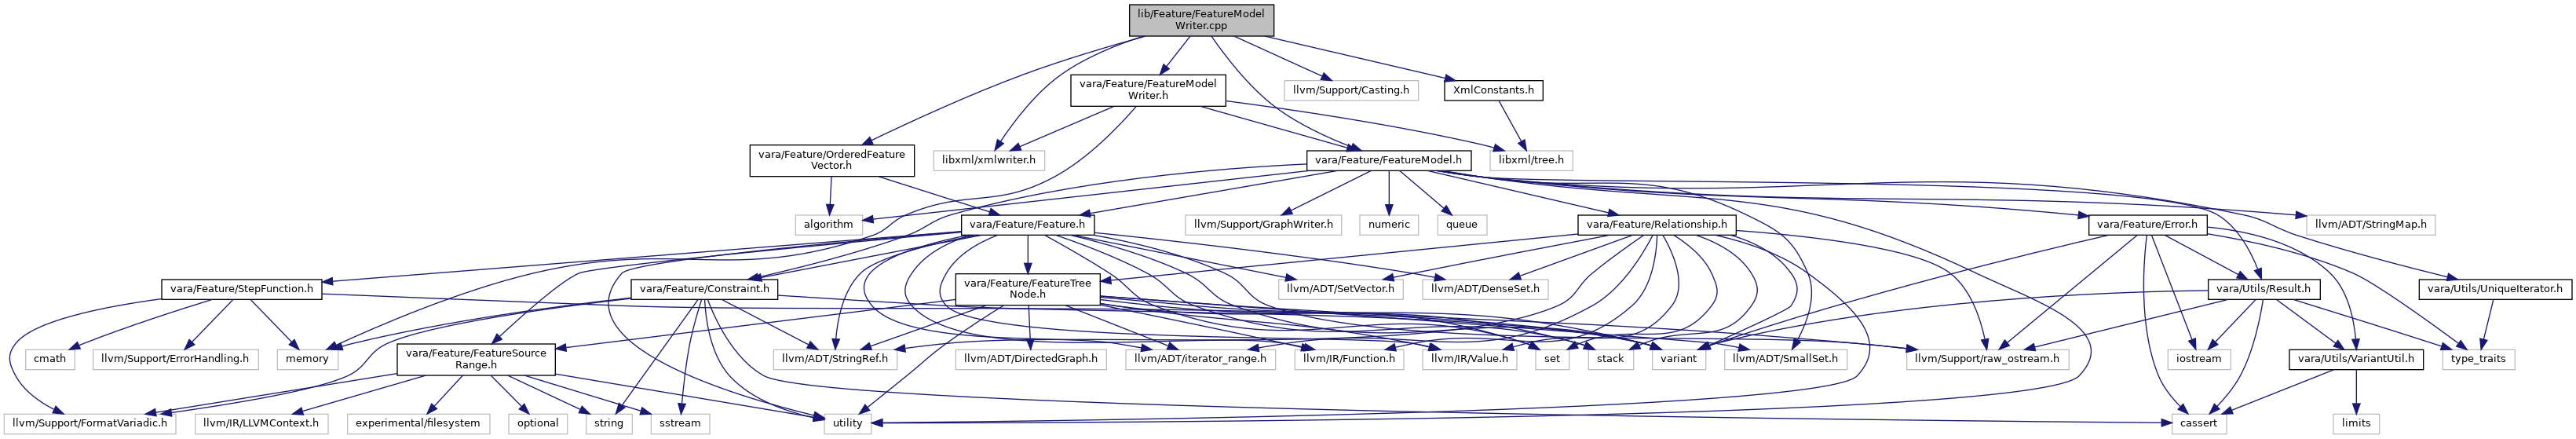 lib/Feature/FeatureModel
Writer.cpp
vara/Feature/FeatureModel
Writer.h
llvm/Support/Casting.h
XmlConstants.h
vara/Feature/OrderedFeature
Vector.h
libxml/xmlwriter.h
vara/Feature/FeatureModel.h
libxml/tree.h
algorithm
vara/Feature/Feature.h
llvm/Support/GraphWriter.h
numeric
queue
vara/Feature/Relationship.h
vara/Feature/Error.h
llvm/ADT/StringMap.h
vara/Feature/StepFunction.h
vara/Feature/Constraint.h
vara/Feature/FeatureTree
Node.h
llvm/ADT/SetVector.h
llvm/ADT/DenseSet.h
vara/Utils/Result.h
vara/Utils/UniqueIterator.h
cmath
llvm/Support/ErrorHandling.h
memory
vara/Feature/FeatureSource
Range.h
llvm/ADT/StringRef.h
llvm/ADT/DirectedGraph.h
llvm/ADT/iterator_range.h
llvm/IR/Function.h
llvm/IR/Value.h
set
stack
variant
llvm/ADT/SmallSet.h
llvm/Support/raw_ostream.h
iostream
vara/Utils/VariantUtil.h
type_traits
llvm/Support/FormatVariadic.h
llvm/IR/LLVMContext.h
experimental/filesystem
optional
string
sstream
utility
cassert
limits